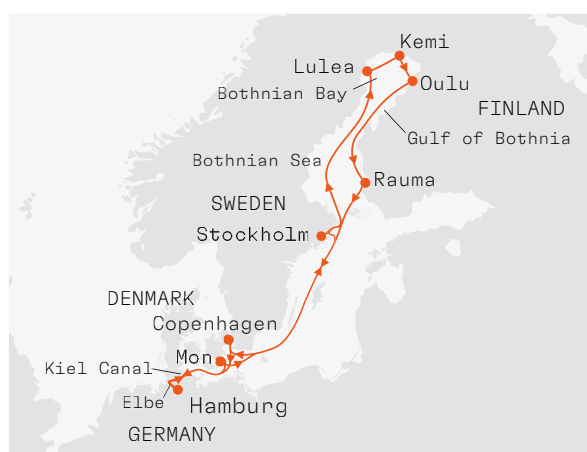 Kemi
Lulea
Oulu
Bothnian Bay
FINLAND
Gulf of Bothnia
Bothnian Sea
Rauma
SWEDEN
Stockholm
DENMARK
Copenhagen
Mon
Kiel Canal
Elbe
Hamburg
GERMANY